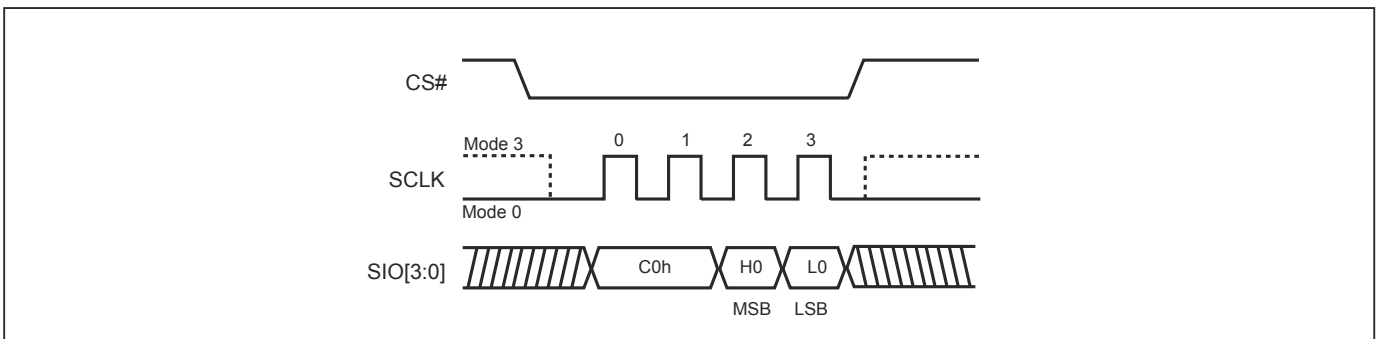 CS#
Mode 3 0 1 2 3
SCLK
Mode 0
SIO[3:0] C0h H0 L0
MSB LSB